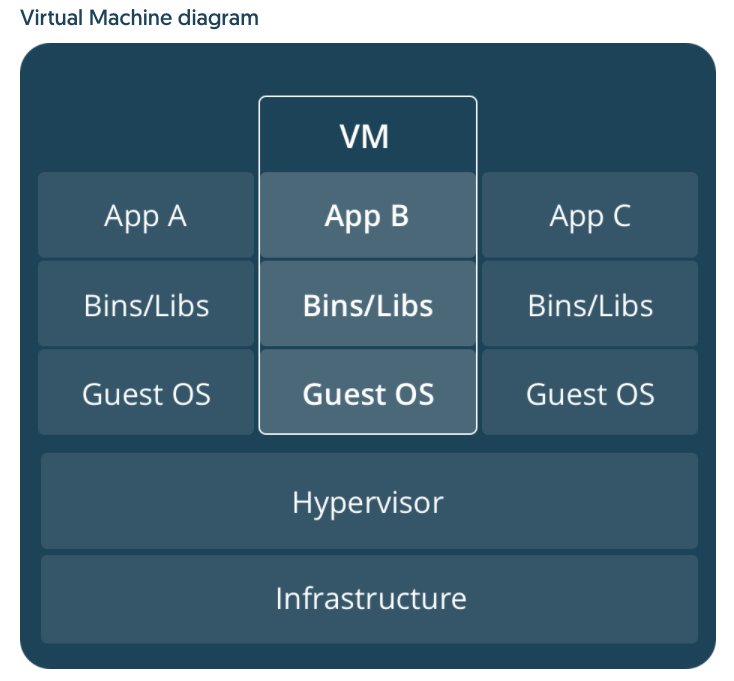 Virtual Machine diagram
VM
App A
App B
App C
Bins/Libs
Bins/Libs
Bins/Libs
Guest OS
Guest OS
Guest OS
Hypervisor
Infrastructure